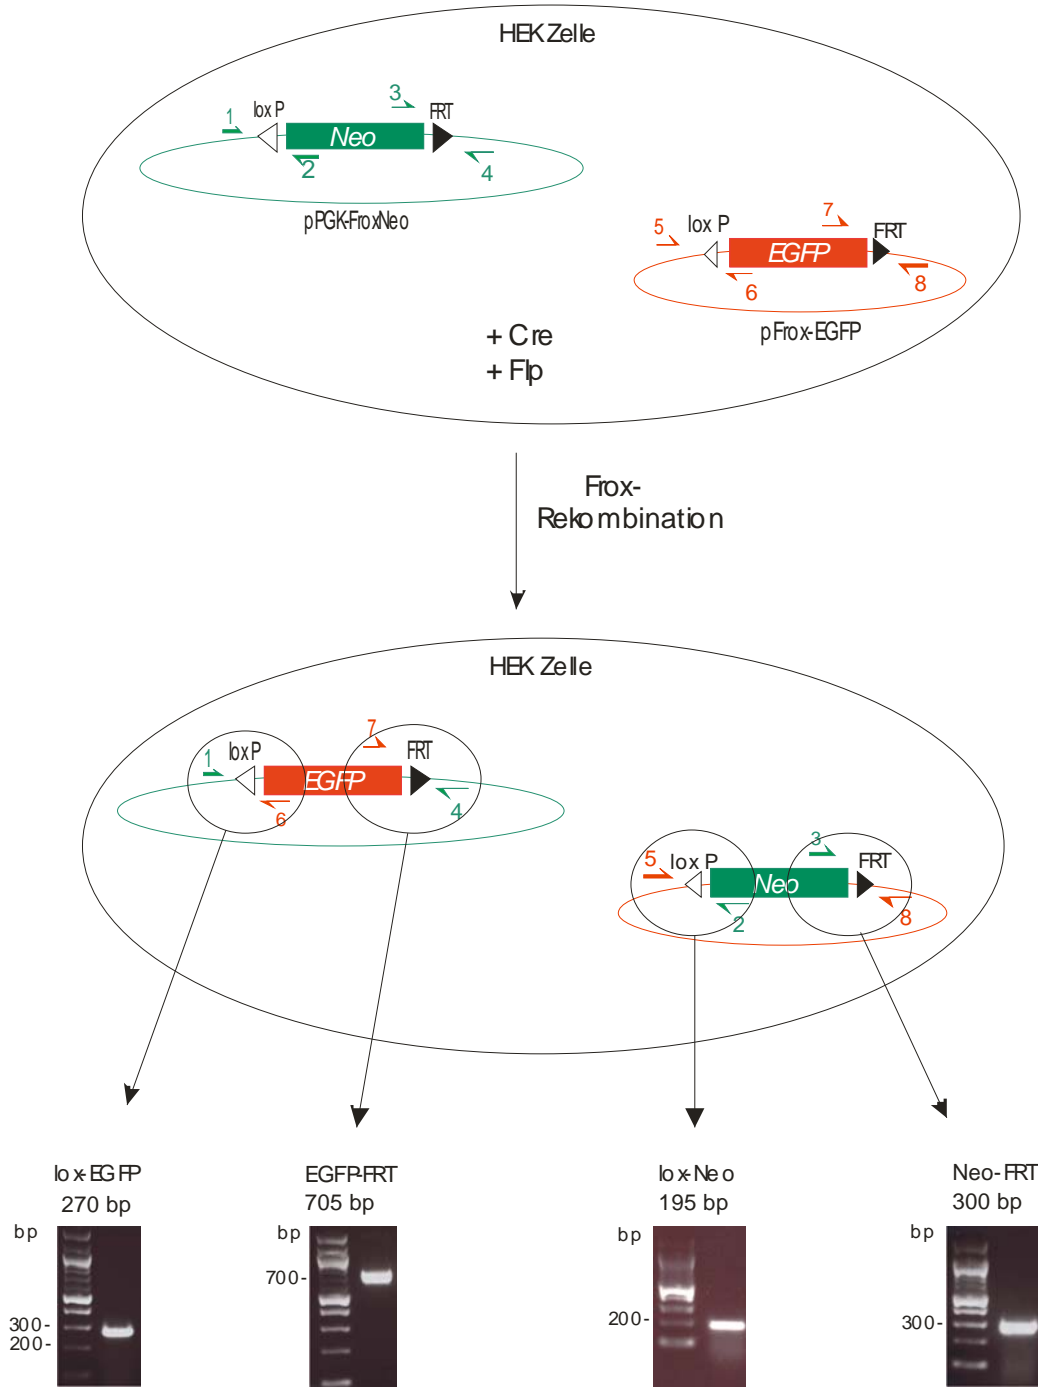 HEK Zelle
lox P
3
FRT
1
Neo
2
4
pPGK-FroxNeo
7
5
lox P
FRT
EGFP
6
8
pFrox-EGFP
+ Cre
+ Flp
Frox-
Rekombination
HEK Zelle
7
loxP
FRT
1
EGFP
6
4
3
5
lox P
FRT
Neo
2
8
lox-EGFP
270 bp
EGFP-FRT
705 bp
lox-Neo
195 bp
Neo-FRT
300 bp
bp
300-
200-
bp
700-
bp
200-
bp
300-